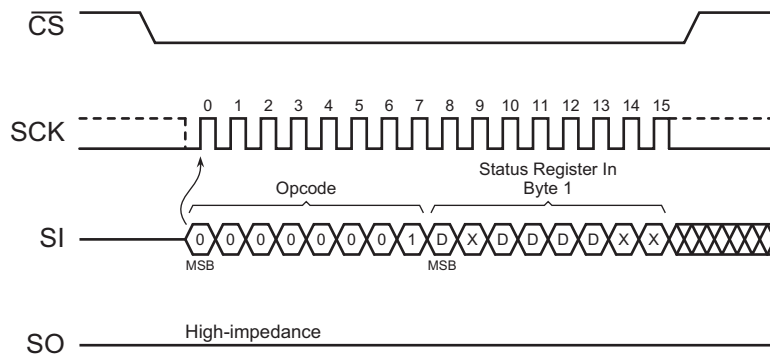 CS
0 1 2 3 4 5 6 7 8 9 10 11 12 13 14 15
SCK
Status Register In
Opcode Byte 1
SI 0 0 0 0 0 0 0 1 D X D D D D X X
MSB MSB
High-impedance
SO